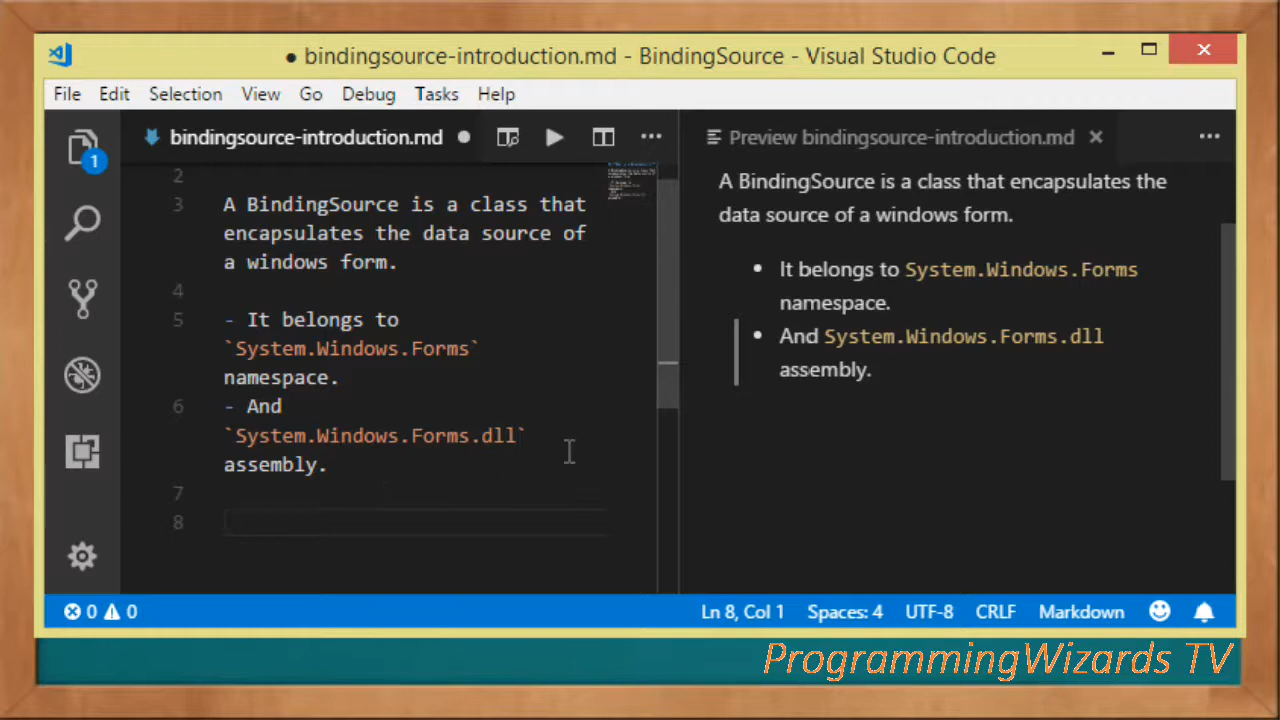 ● bindingsource-introduction.md - BindingSource - Visual Studio Code
File Edit Selection View Go Debug Tasks Help
1
bindingsource-introduction.md
2
3 A BindingSource is a class that
encapsulates the data source of
a windows form.
4
5 - It belongs to
`System.Windows.Forms`
namespace.
6 - And
`System.Windows.Forms.dll`
assembly.
7
8
Preview bindingsource-introduction.md
A BindingSource is a class that encapsulates the
data source of a windows form.
• It belongs to System.Windows.Forms
namespace.
• And System.Windows.Forms.dll
assembly.
0 0 Ln 8, Col 1 Spaces: 4 UTF-8 CRLF Markdown
ProgrammingWizards TV